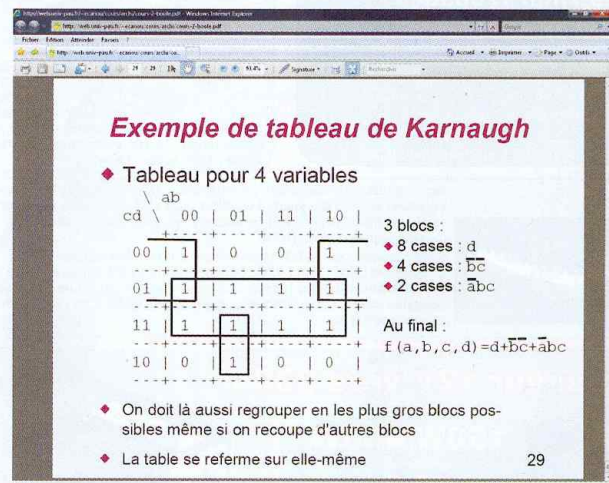 Exemple de tableau de Karnaugh
◆ Tableau pour 4 variables
\ ab
cd \ 00 | 01 | 11 | 10 |
00 | 1 | 0 | 0 | 1 |
01 | 1 | 1 | 1 | 1 |
11 | 1 | 1 | 1 | 1 |
10 | 0 | 1 | 0 | 0 |
3 blocs :
◆ 8 cases : d
◆ 4 cases : b̅c̅
◆ 2 cases : a̅bc
Au final :
f(a,b,c,d)=d+b̅c̅+a̅bc
◆ On doit là aussi regrouper en les plus gros blocs pos-
sibles même si on recoupe d'autres blocs
◆ La table se referme sur elle-même
29